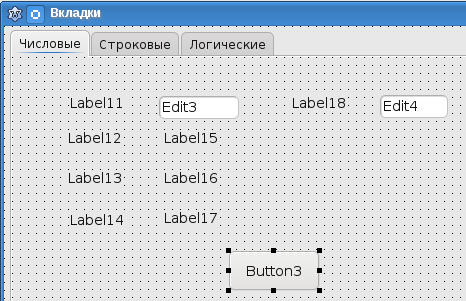 Вкладки
Числовые Строковые Логические
Label11 Edit3 Label18 Edit4
Label12 Label15
Label13 Label16
Label14 Label17
Button3